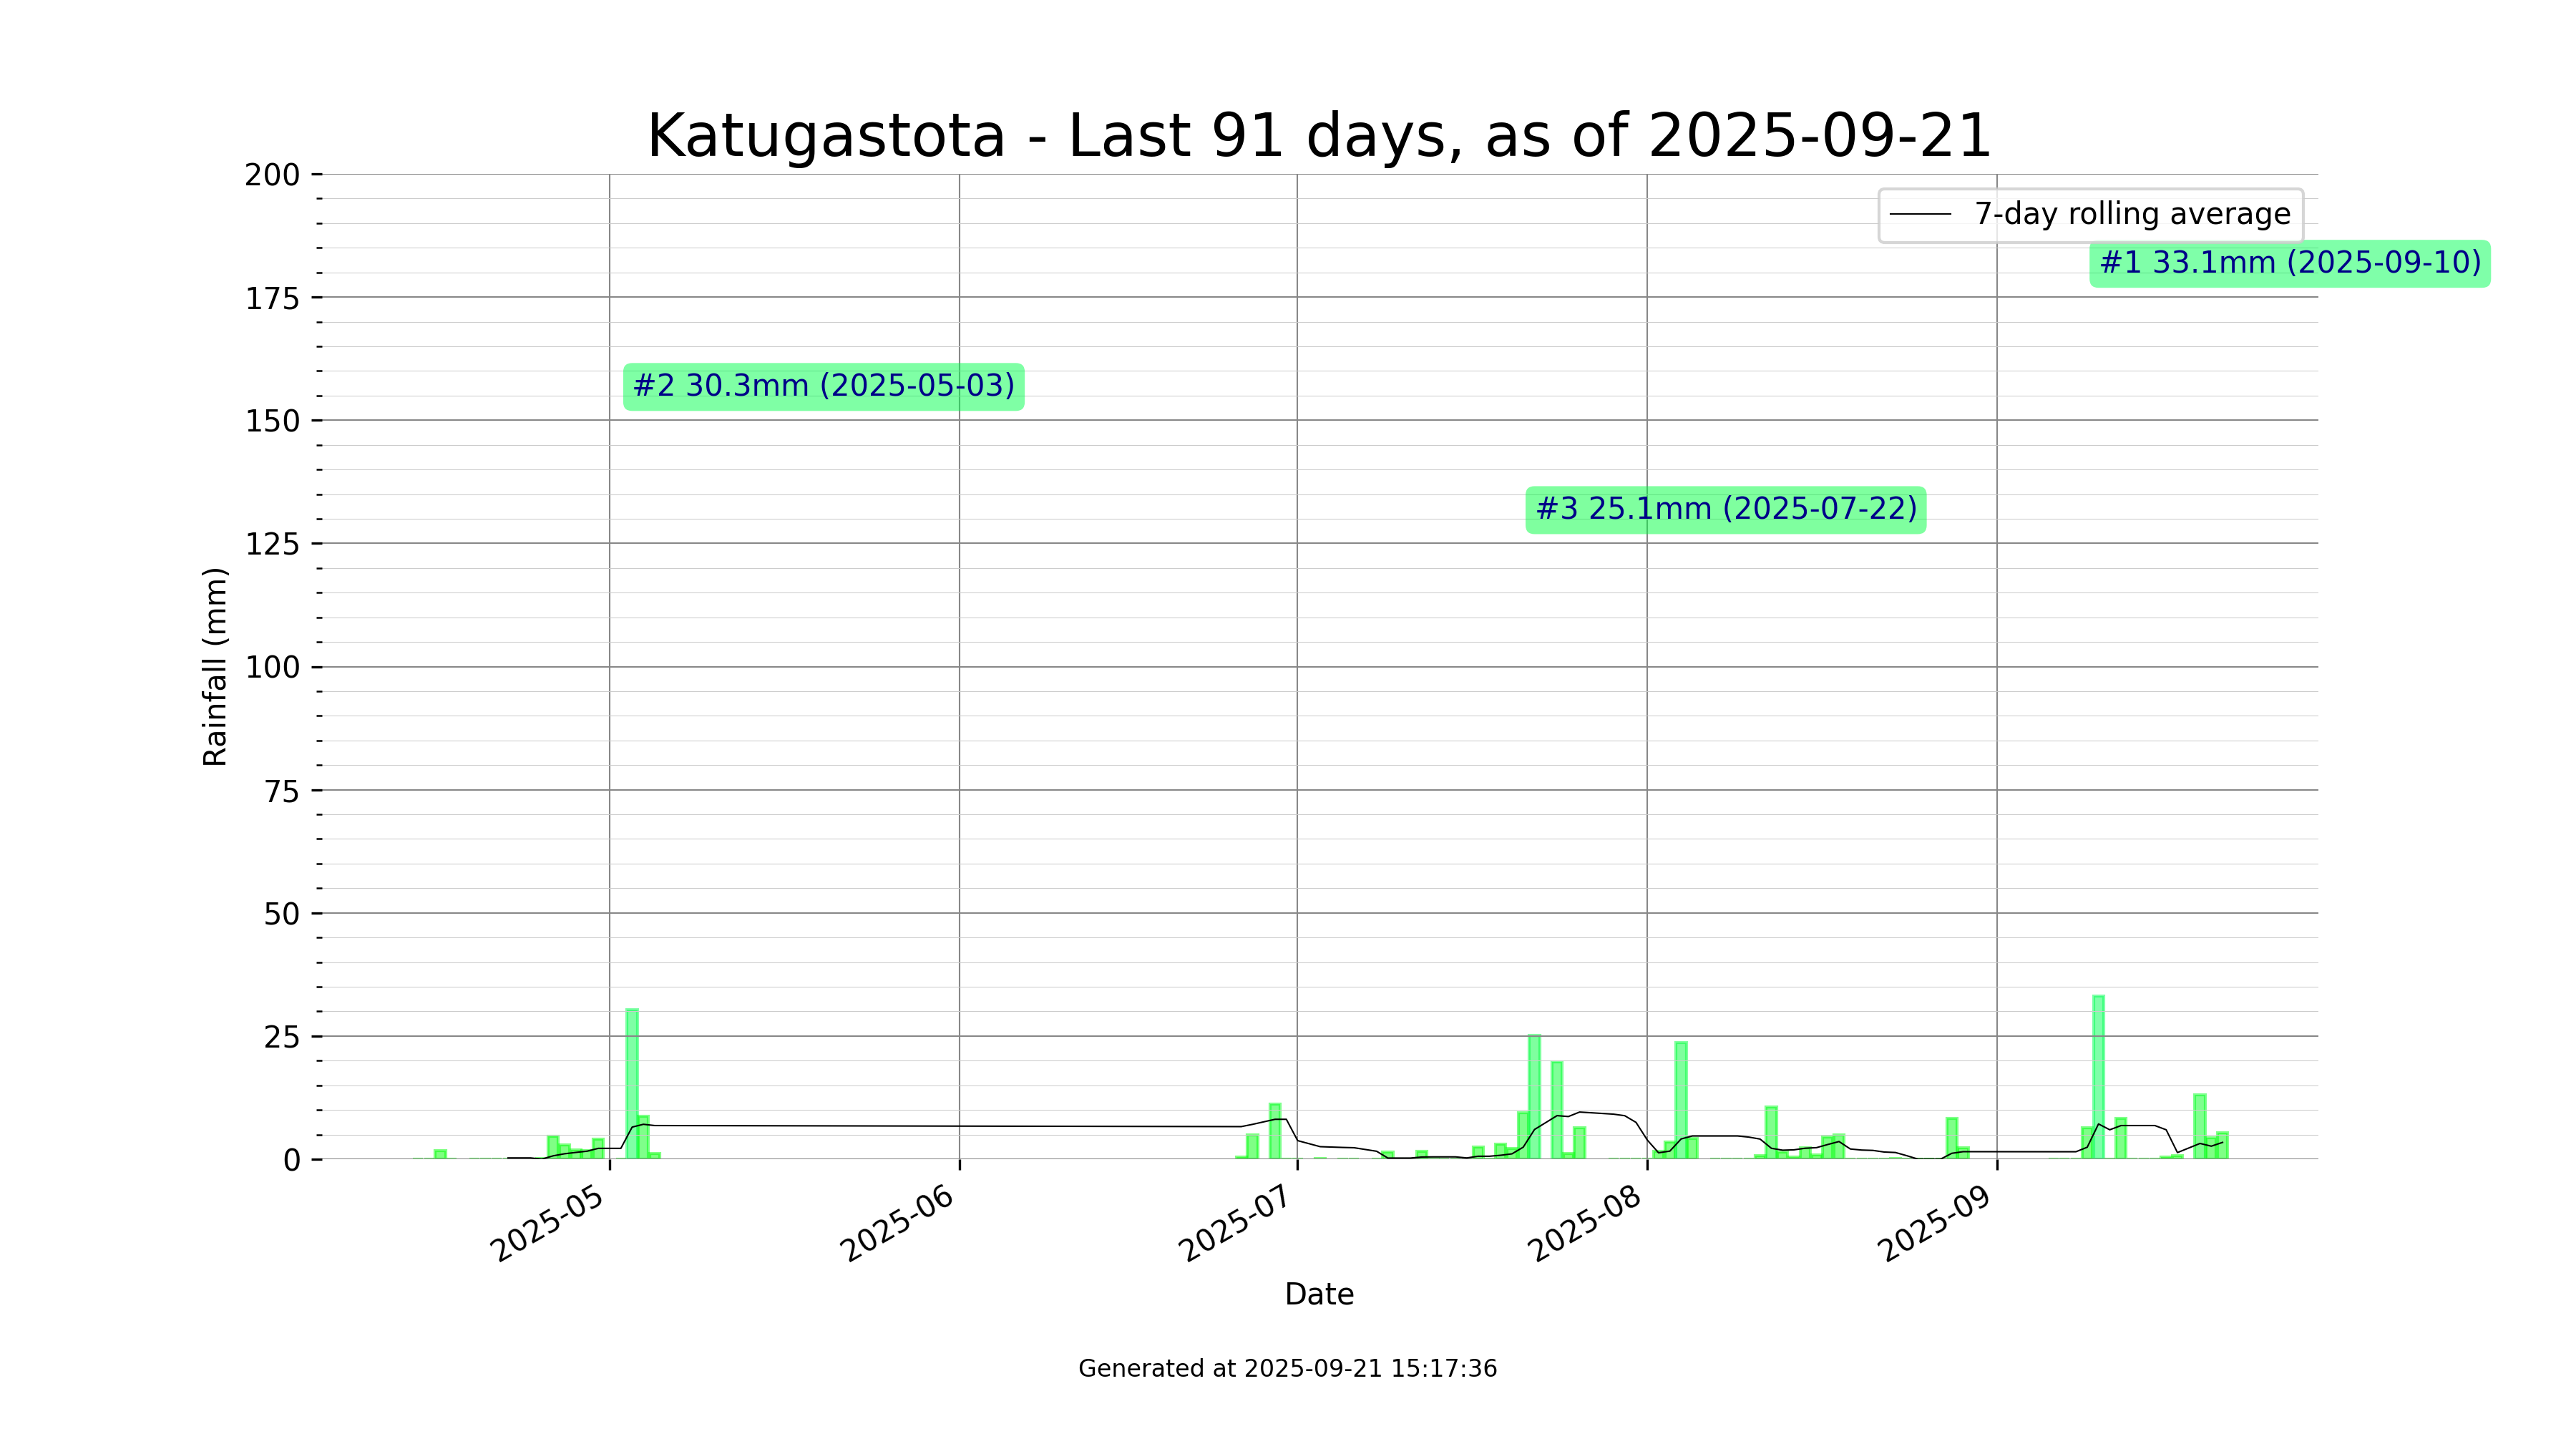 Katugastota - Last 91 days, as of 2025-09-21
200
175
150
125
100
75
50
25
0
Rainfall (mm)
7-day rolling average
#1 33.1mm (2025-09-10)
#2 30.3mm (2025-05-03)
#3 25.1mm (2025-07-22)
2025-05
2025-06
2025-07
2025-08
2025-09
Date
Generated at 2025-09-21 15:17:36